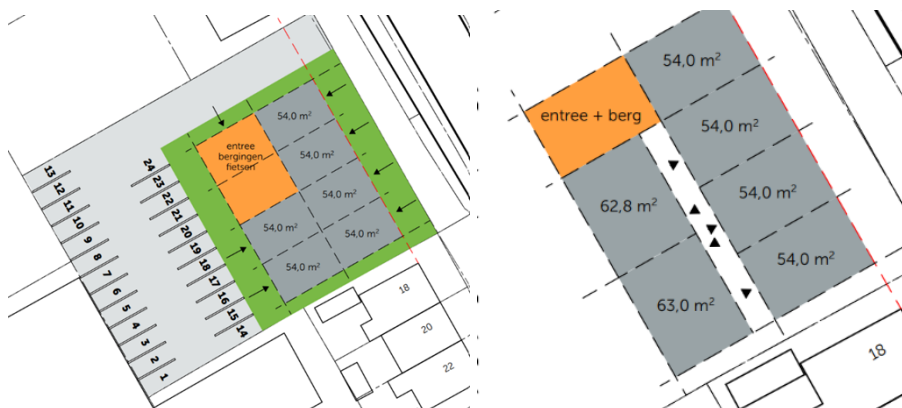 13
12
11
10
9
8
7
6
5
4
3
2
1
24
23
22
21
20
19
18
17
16
15
14
entree
bergingen
fietsen
54,0 m²
54,0 m²
54,0 m²
54,0 m²
54,0 m²
54,0 m²
18
20
22
entree + berg
54,0 m²
54,0 m²
62,8 m²
54,0 m²
54,0 m²
63,0 m²
18